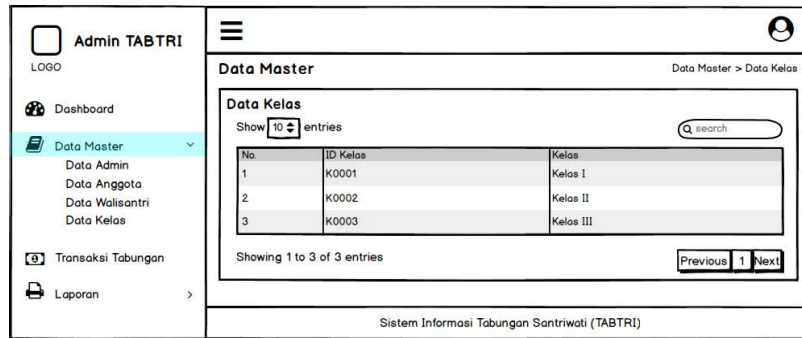 Admin TABTRI
LOGO
Dashboard
Data Master
Data Admin
Data Anggota
Data Walisantri
Data Kelas
Transaksi Tabungan
Laporan
Data Master
Data Master > Data Kelas
Data Kelas
Show 10 entries
search
No. ID Kelas Kelas
1 K0001 Kelas I
2 K0002 Kelas II
3 K0003 Kelas III
Showing 1 to 3 of 3 entries
Previous 1 Next
Sistem Informasi Tabungan Santriwati (TABTRI)